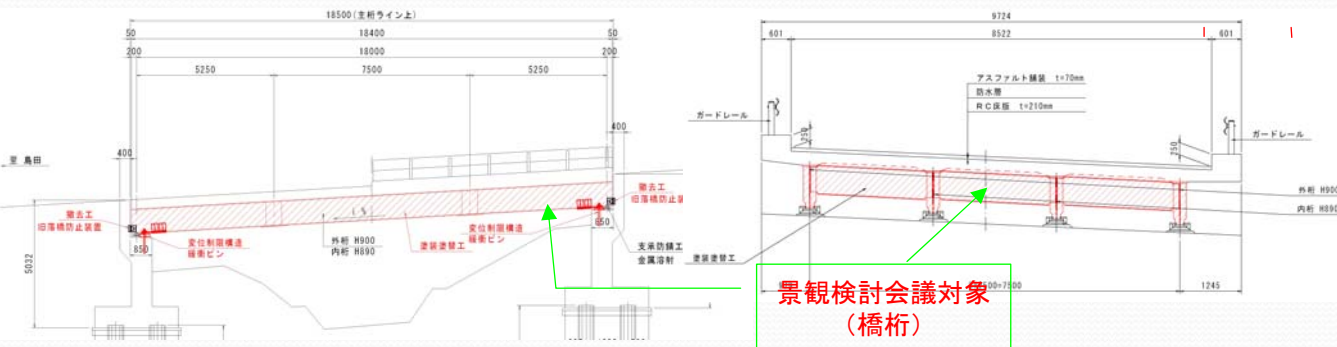 18500(主桁ライン上)
50
18400
50
200
18000
200
5250
7500
5250
400
400
至 島田
撤去工
旧落橋防止装置
変位制限構造
緩衝ピン
850
外桁 H900
内桁 H890
塗装塗替工
変位制限構造
緩衝ピン
650
撤去工
旧落橋防止装
支承防錆工
金属溶射
5032
9724
601
8522
601
アスファルト舗装 t=70mm
防水層
RC床版 t=210mm
ガードレール
ガードレール
250
250
外桁 H900
内桁 H890
塗装塗替工
500=7500
1245
景観検討会議対象
(橋桁)